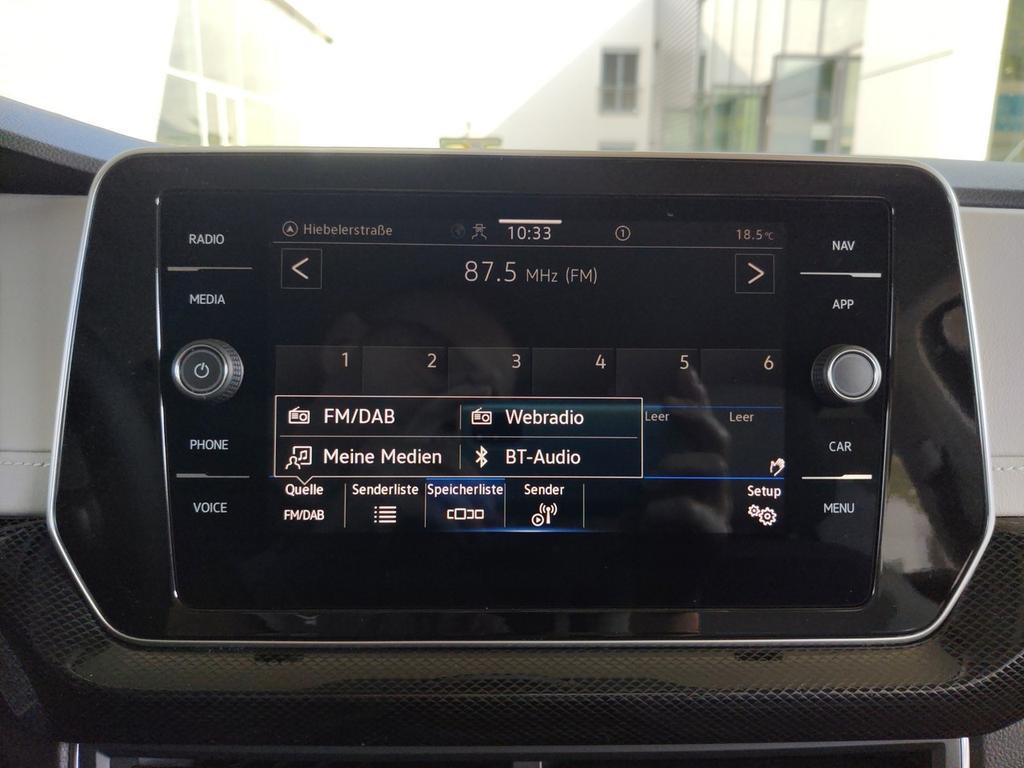 RADIO
MEDIA
PHONE
VOICE
Hiebelerstraße
10:33
1
18.5°C
87.5 MHz (FM)
1 2 3 4 5 6
FM/DAB Webradio
Leer Leer
Meine Medien BT-Audio
Quelle Senderliste Speicherliste Sender Setup
FM/DAB
NAV
APP
CAR
MENU